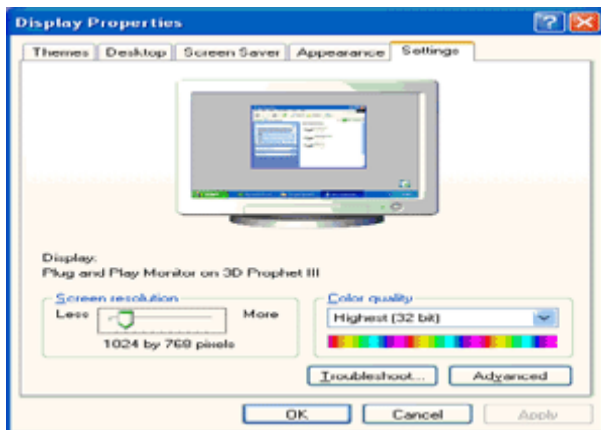 Display Properties
Themes Desktop Screen Saver Appearance Settings
Display:
Plug and Play Monitor on 3D Prophet III
Screen resolution
Less More
1024 by 768 pixels
Color quality
Highest (32 bit)
Troubleshoot... Advanced
OK Cancel Apply